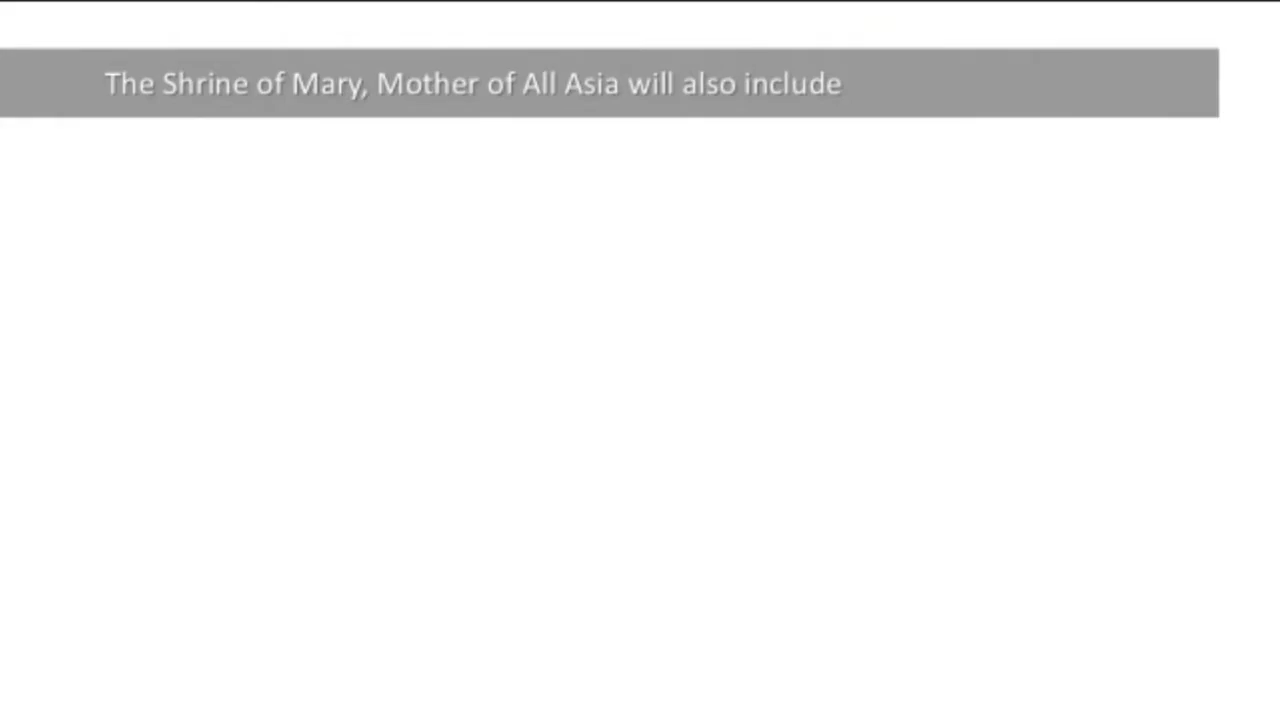 The Shrine of Mary, Mother of All Asia will also include